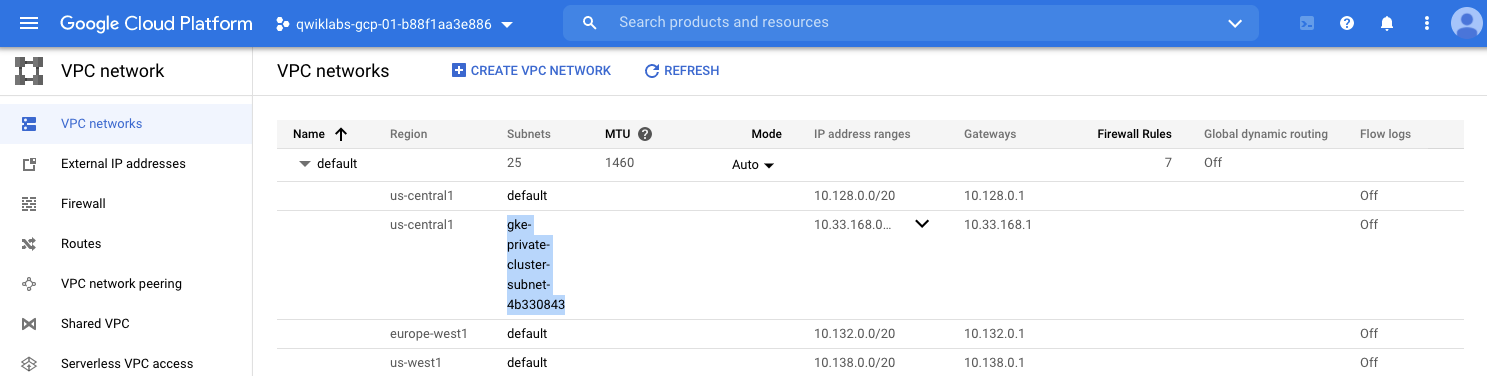 Google Cloud Platform qwiklabs-gcp-01-b88f1aa3e886 Search products and resources
VPC network
VPC networks CREATE VPC NETWORK REFRESH
VPC networks
External IP addresses
Firewall
Routes
VPC network peering
Shared VPC
Serverless VPC access
Name Region Subnets MTU Mode IP address ranges Gateways Firewall Rules Global dynamic routing Flow logs
default 25 1460 Auto 7 Off
us-central1 default 10.128.0.0/20 10.128.0.1 Off
us-central1 gke- 10.33.168.0... 10.33.168.1 Off
private-
cluster-
subnet-
4b330843
europe-west1 default 10.132.0.0/20 10.132.0.1 Off
us-west1 default 10.138.0.0/20 10.138.0.1 Off